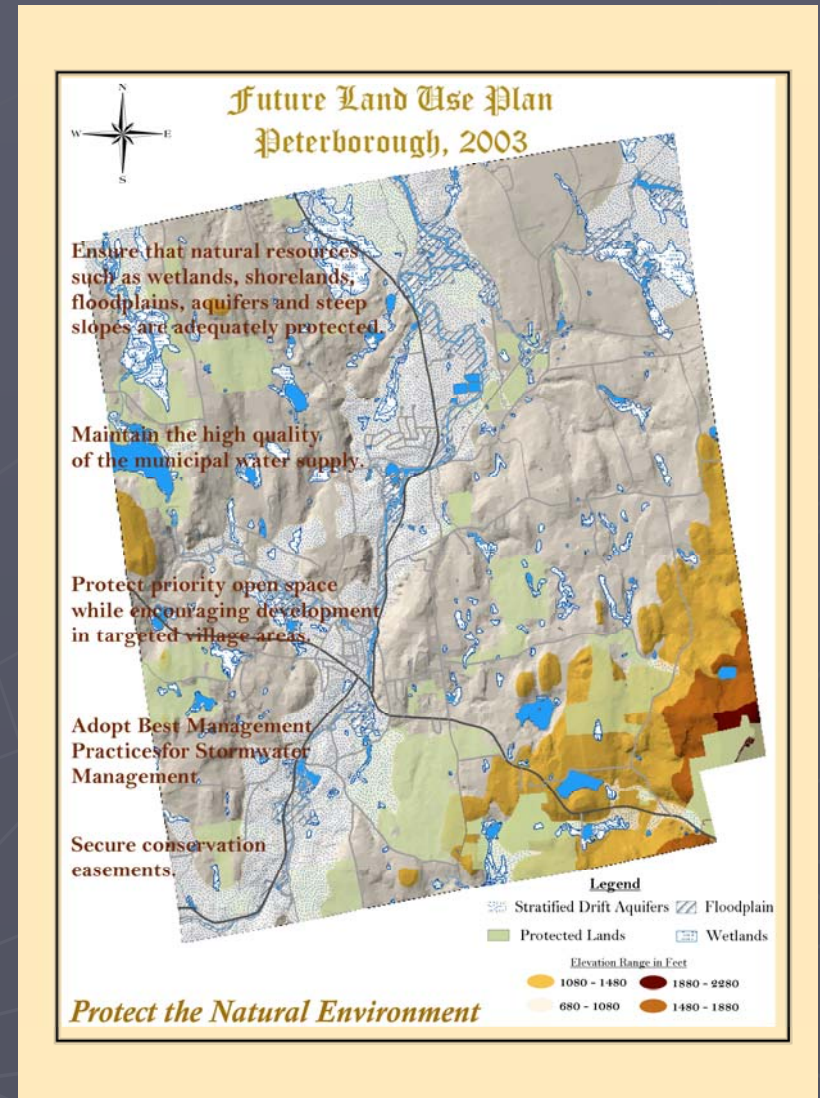 N
W E
S
Future Land Use Plan
Peterborough, 2003
Ensure that natural resources
such as wetlands, shorelands,
floodplains, aquifers and steep
slopes are adequately protected.
Maintain the high quality
of the municipal water supply.
Protect priority open space
while encouraging development
in targeted village areas.
Adopt Best Management
Practices for Stormwater
Management
Secure conservation
easements.
Legend
Stratified Drift Aquifers Floodplain
Protected Lands Wetlands
Elevation Range in Feet
1080 - 1480 1880 - 2280
680 - 1080 1480 - 1880
Protect the Natural Environment